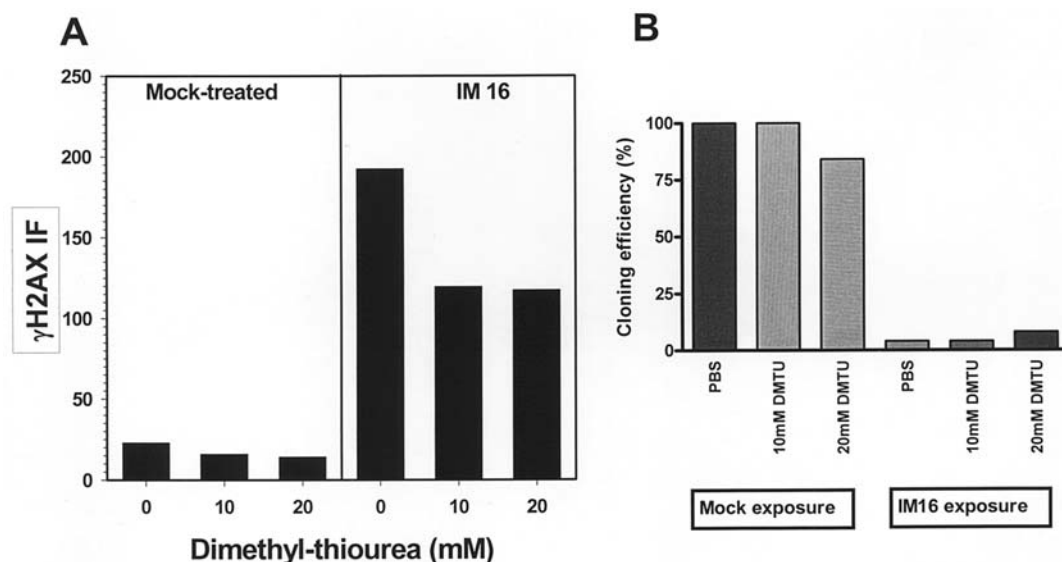 A
250
200
150
100
50
0
γH2AX IF
Mock-treated
IM 16
0 10 20 0 10 20
Dimethyl-thiourea (mM)
B
100
75
50
25
0
Cloning efficiency (%)
PBS
10mM DMTU
20mM DMTU
PBS
10mM DMTU
20mM DMTU
Mock exposure
IM16 exposure